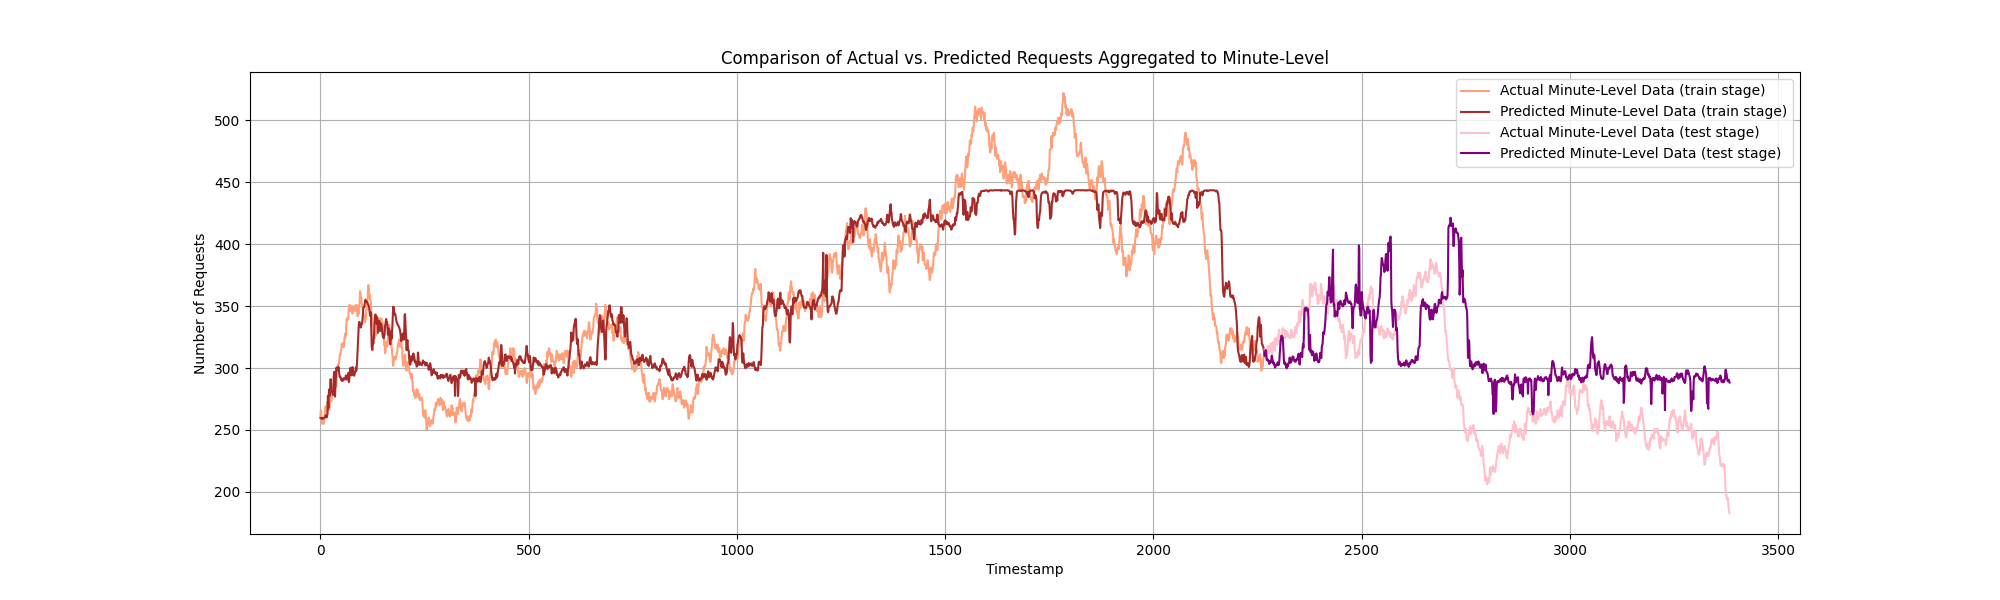 Comparison of Actual vs. Predicted Requests Aggregated to Minute-Level
Actual Minute-Level Data (train stage)
Predicted Minute-Level Data (train stage)
Actual Minute-Level Data (test stage)
Predicted Minute-Level Data (test stage)
Number of Requests
500
450
400
350
300
250
200
0 500 1000 1500 2000 2500 3000 3500
Timestamp